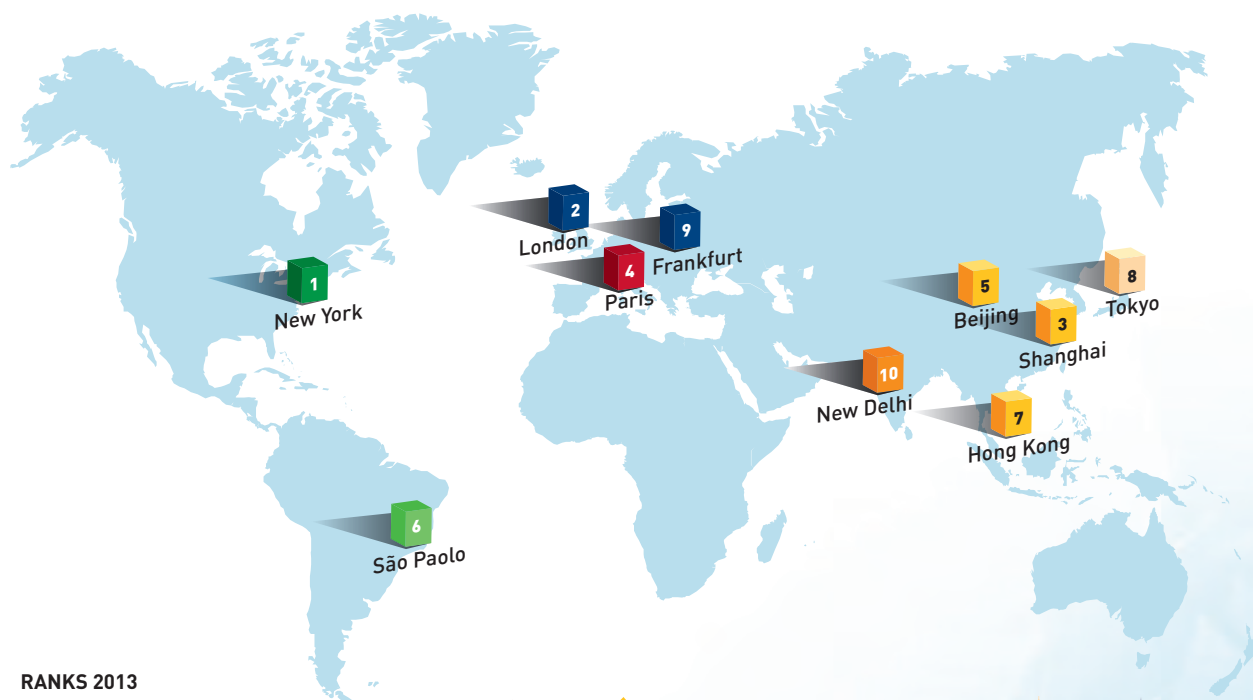 2
London
9
Frankfurt
4
Paris
1
New York
5
Beijing
8
Tokyo
3
Shanghai
10
New Delhi
7
Hong Kong
6
São Paolo
RANKS 2013